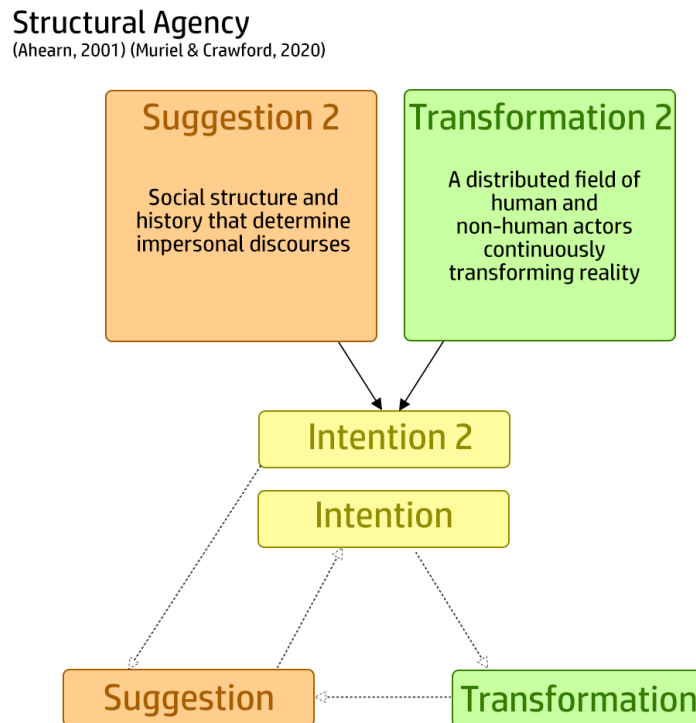 Structural Agency
(Ahearn, 2001) (Muriel & Crawford, 2020)
Suggestion 2
Social structure and
history that determine
impersonal discourses
Transformation 2
A distributed field of
human and
non-human actors
continuously
transforming reality
Intention 2
Intention
Suggestion
Transformation